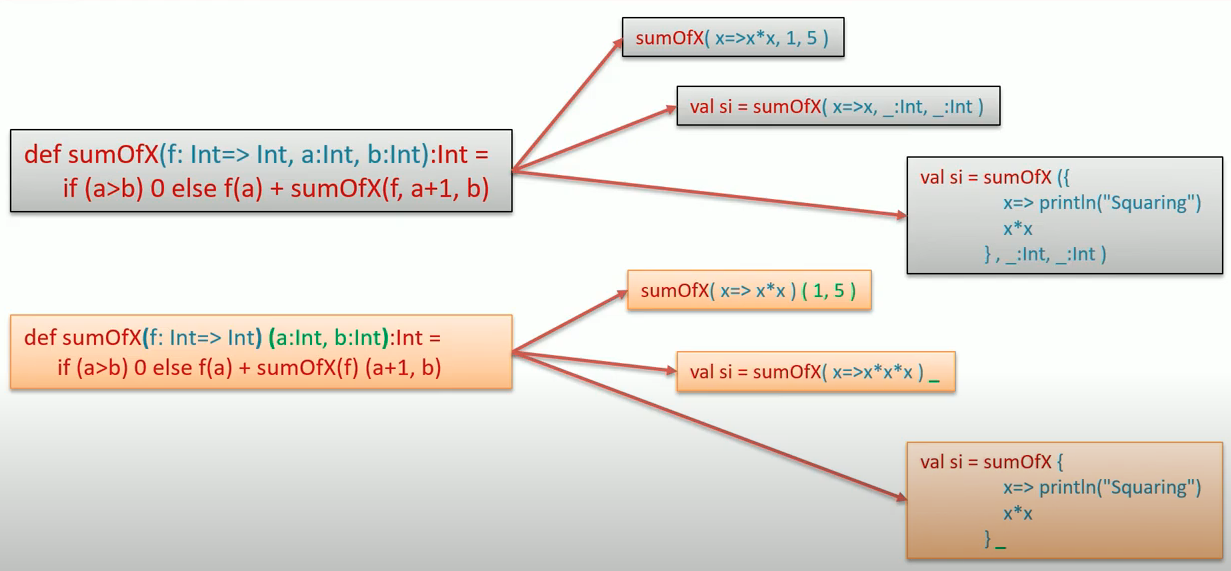 sumOfX( x=>x*x, 1, 5 )
val si = sumOfX( x=>x, _:Int, _:Int )
def sumOfX(f: Int=> Int, a:Int, b:Int):Int =
if (a>b) 0 else f(a) + sumOfX(f, a+1, b)
val si = sumOfX ({
x=> println("Squaring")
x*x
} , _:Int, _:Int )
sumOfX( x=> x*x ) ( 1, 5 )
def sumOfX(f: Int=> Int) (a:Int, b:Int):Int =
if (a>b) 0 else f(a) + sumOfX(f) (a+1, b)
val si = sumOfX( x=>x*x*x ) _
val si = sumOfX {
x=> println("Squaring")
x*x
} _